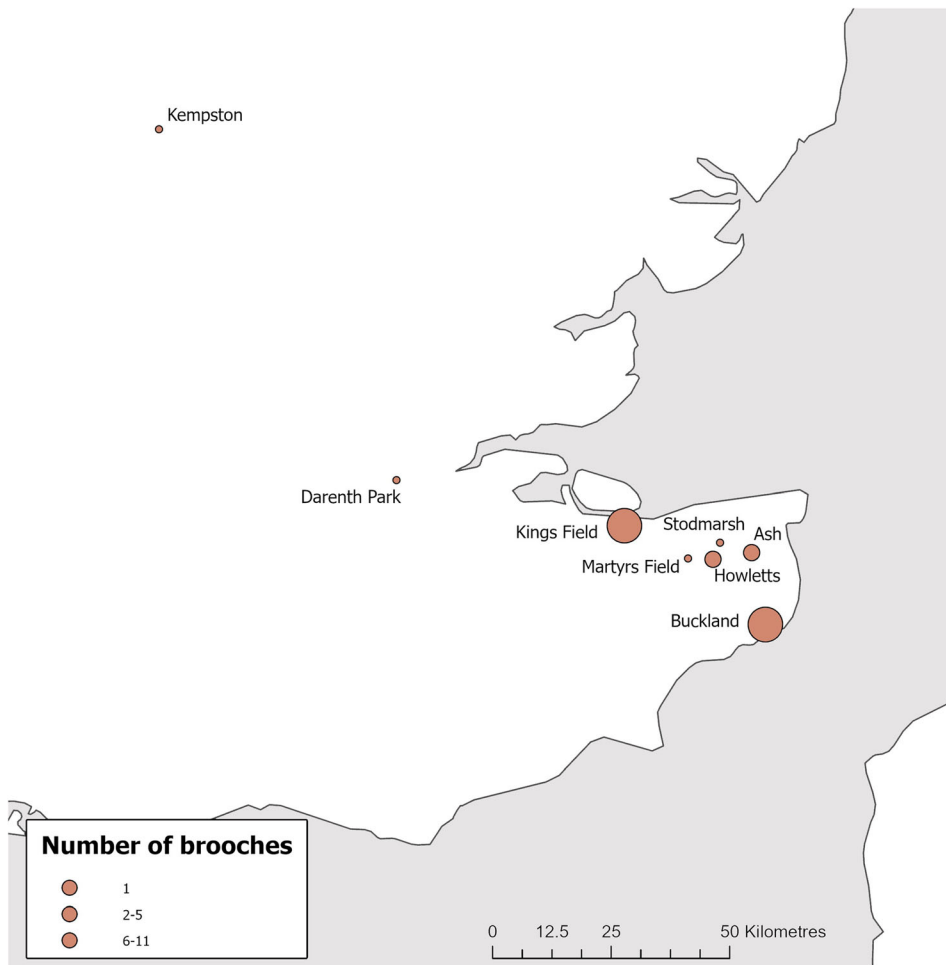 Kempston
Darenth Park
Kings Field
Stodmarsh
Ash
Martyrs Field
Howletts
Buckland
Number of brooches
1
2-5
6-11
0 12.5 25 50 Kilometres